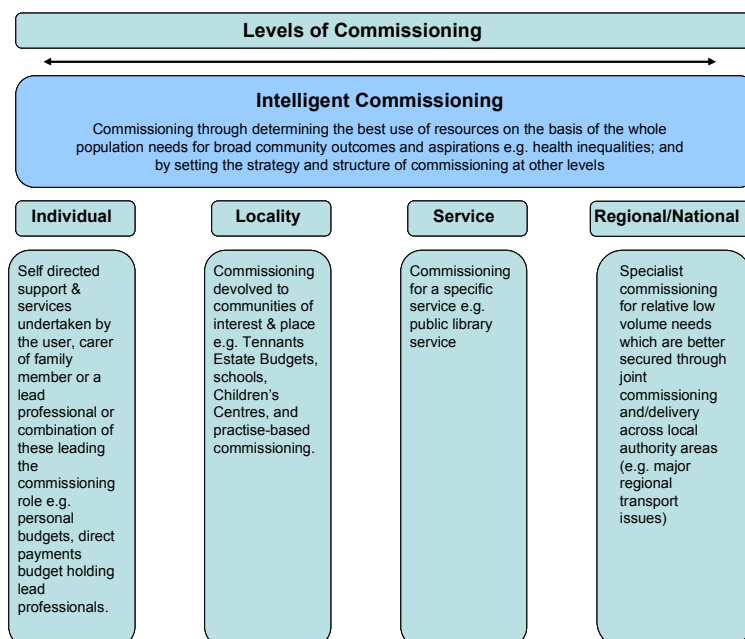 Levels of Commissioning
Intelligent Commissioning
Commissioning through determining the best use of resources on the basis of the whole
population needs for broad community outcomes and aspirations e.g. health inequalities; and
by setting the strategy and structure of commissioning at other levels
Individual
Self directed
support &
services
undertaken by
the user, carer
of family
member or a
lead
professional or
combination of
these leading
the
commissioning
role e.g.
personal
budgets, direct
payments
budget holding
lead
professionals.
Locality
Commissioning
devolved to
communities of
interest & place
e.g. Tennants
Estate Budgets,
schools,
Children's
Centres, and
practise-based
commissioning.
Service
Commissioning
for a specific
service e.g.
public library
service
Regional/National
Specialist
commissioning
for relative low
volume needs
which are better
secured through
joint
commissioning
and/delivery
across local
authority areas
(e.g. major
regional
transport
issues)